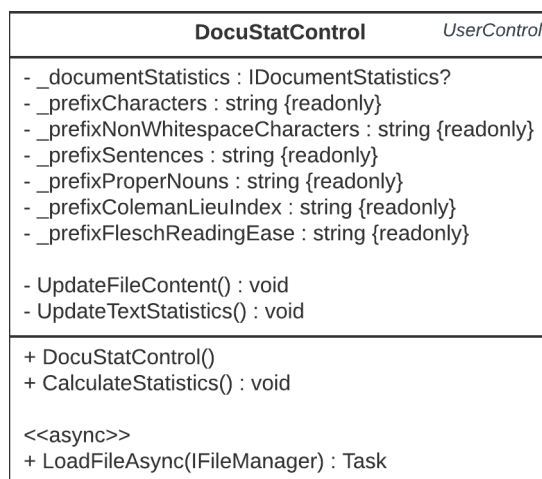 DocuStatControl UserControl
- _documentStatistics : IDocumentStatistics?
- _prefixCharacters : string {readonly}
- _prefixNonWhitespaceCharacters : string {readonly}
- _prefixSentences : string {readonly}
- _prefixProperNouns : string {readonly}
- _prefixColemanLieuIndex : string {readonly}
- _prefixFleschReadingEase : string {readonly}
- UpdateFileContent() : void
- UpdateTextStatistics() : void
+ DocuStatControl()
+ CalculateStatistics() : void
<<async>>
+ LoadFileAsync(IFileManager) : Task